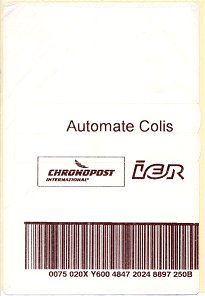 Automate Colis
CHRONOPOST
INTERNATIONAL
ier
0075 020X Y600 4847 2024 8897 250B